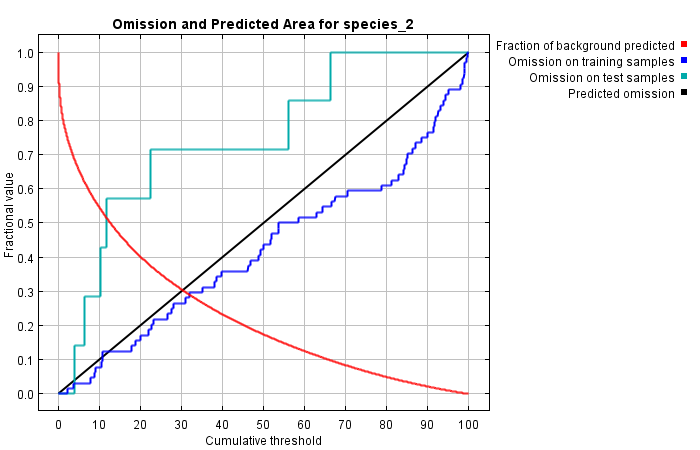 Omission and Predicted Area for species_2
Fraction of background predicted
Omission on training samples
Omission on test samples
Predicted omission
Fractional value
1.0
0.9
0.8
0.7
0.6
0.5
0.4
0.3
0.2
0.1
0.0
0 10 20 30 40 50 60 70 80 90 100
Cumulative threshold